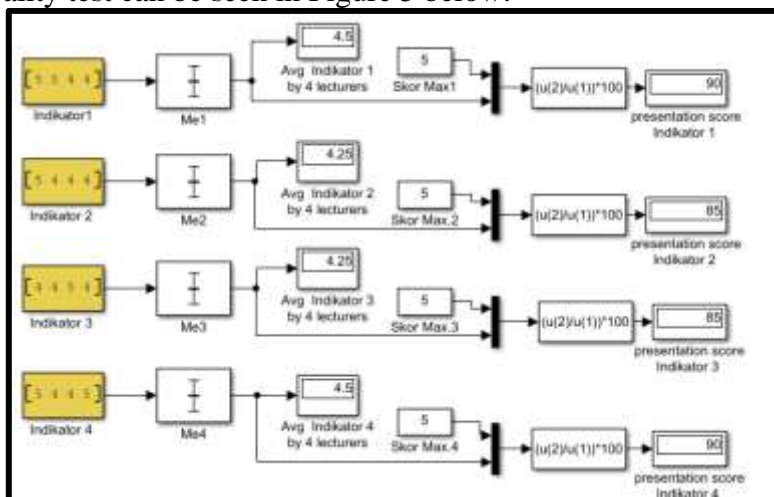 ality test can be seen in Figure 3 below.
4.5
5
[5 5 4 4]
Avg Indikator 1
by 4 lecturers
Skor Max1
(u(2)/u(1))*100
90
Indikator1
Me1
presentation score
Indikator 1
4.25
5
[5 4 4 4]
Avg Indikator 2
by 4 lecturers
Skor Max.2
(u(2)/u(1))*100
85
Indikator 2
Me2
presentation score
Indikator 2
4.25
5
[4 4 5 4]
Avg Indikator 3
by 4 lecturers
Skor Max.3
(u(2)/u(1))*100
85
Indikator 3
Me3
presentation score
Indikator 3
4.5
5
[5 4 4 5]
Avg Indikator 4
by 4 lecturers
Skor Max.4
(u(2)/u(1))*100
90
Indikator 4
Me4
presentation score
Indikator 4